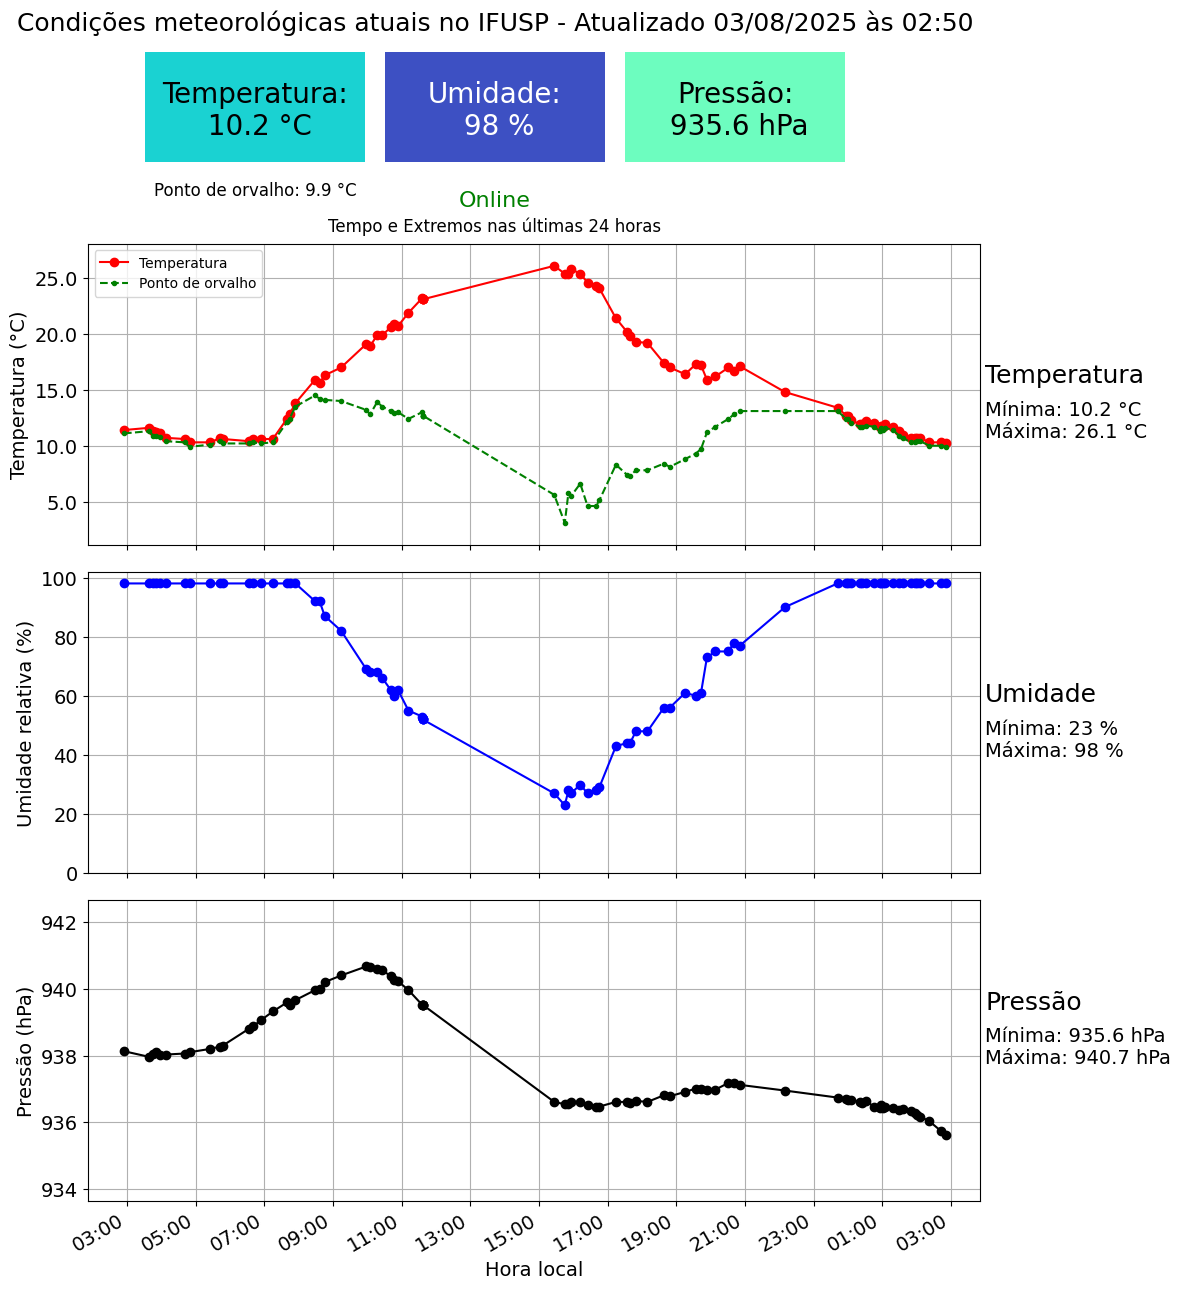 Condições meteorológicas atuais no IFUSP - Atualizado 03/08/2025 às 02:50
Temperatura:
10.2 °C
Umidade:
98 %
Pressão:
935.6 hPa
Ponto de orvalho: 9.9 °C
Online
Tempo e Extremos nas últimas 24 horas
Temperatura
Ponto de orvalho
Temperatura (°C)
25.0
20.0
15.0
10.0
5.0
Temperatura
Mínima: 10.2 °C
Máxima: 26.1 °C
Umidade relativa (%)
100
80
60
40
20
0
Umidade
Mínima: 23 %
Máxima: 98 %
Pressão (hPa)
942
940
938
936
934
Pressão
Mínima: 935.6 hPa
Máxima: 940.7 hPa
03:00 05:00 07:00 09:00 11:00 13:00 15:00 17:00 19:00 21:00 23:00 01:00 03:00
Hora local